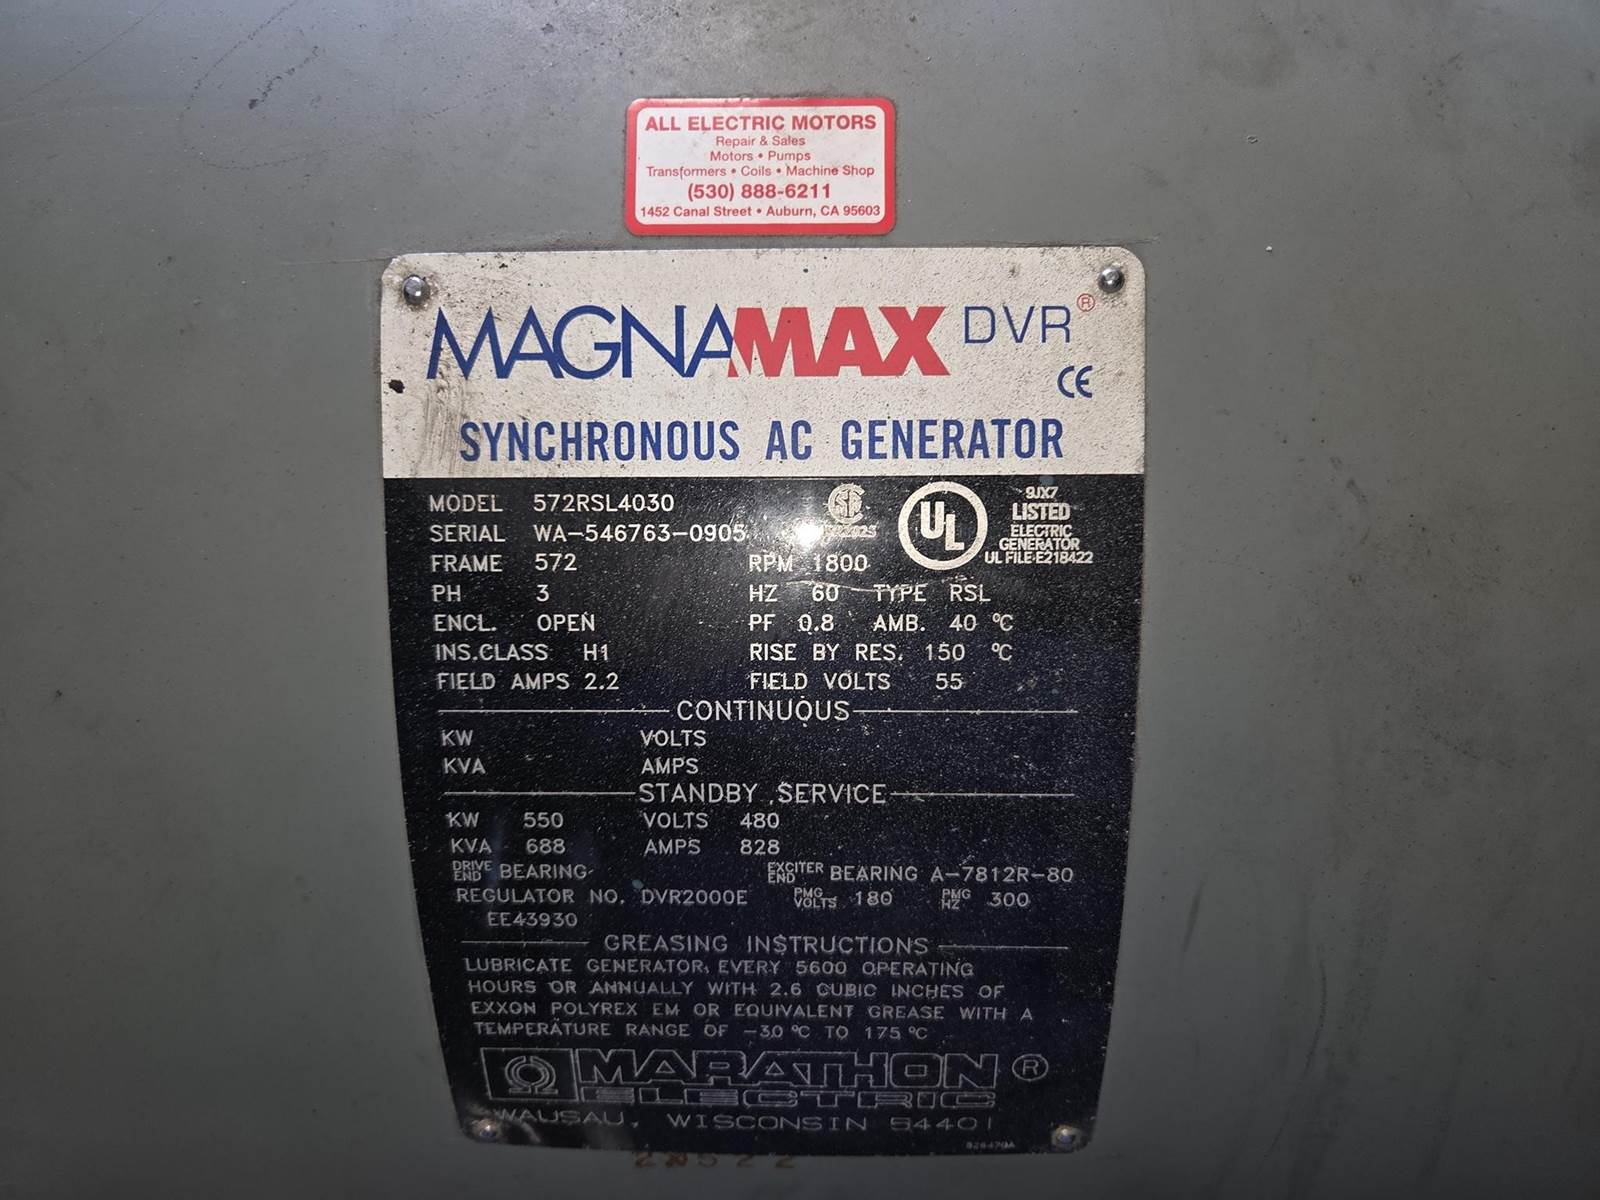 ALL ELECTRIC MOTORS
Repair & Sales
Motors • Pumps
Transformers • Coils • Machine Shop
(530) 888-6211
1452 Canal Street • Auburn, CA 95603
MAGNAMAX DVR®
CE
SYNCHRONOUS AC GENERATOR
MODEL 572RSL4030
SERIAL WA-546763-0905
UL 9JX7
LISTED
ELECTRIC
GENERATOR
UL FILE E218422
FRAME 572 RPM 1800
PH 3 HZ 60 TYPE RSL
ENCL. OPEN PF 0.8 AMB. 40 °C
INS.CLASS H1 RISE BY RES. 150 °C
FIELD AMPS 2.2 FIELD VOLTS 55
CONTINUOUS
KW VOLTS
KVA AMPS
STANDBY SERVICE
KW 550 VOLTS 480
KVA 688 AMPS 828
DRIVE END BEARING EXCITER END BEARING A-7812R-80
REGULATOR NO. DVR2000E PMG VOLTS 180 PMG HZ 300
EE43930
GREASING INSTRUCTIONS
LUBRICATE GENERATOR EVERY 5600 OPERATING
HOURS OR ANNUALLY WITH 2.6 CUBIC INCHES OF
EXXON POLYREX EM OR EQUIVALENT GREASE WITH A
TEMPERATURE RANGE OF -30 °C TO 175 °C
MARATHON ®
ELECTRIC
WAUSAU, WISCONSIN 54401